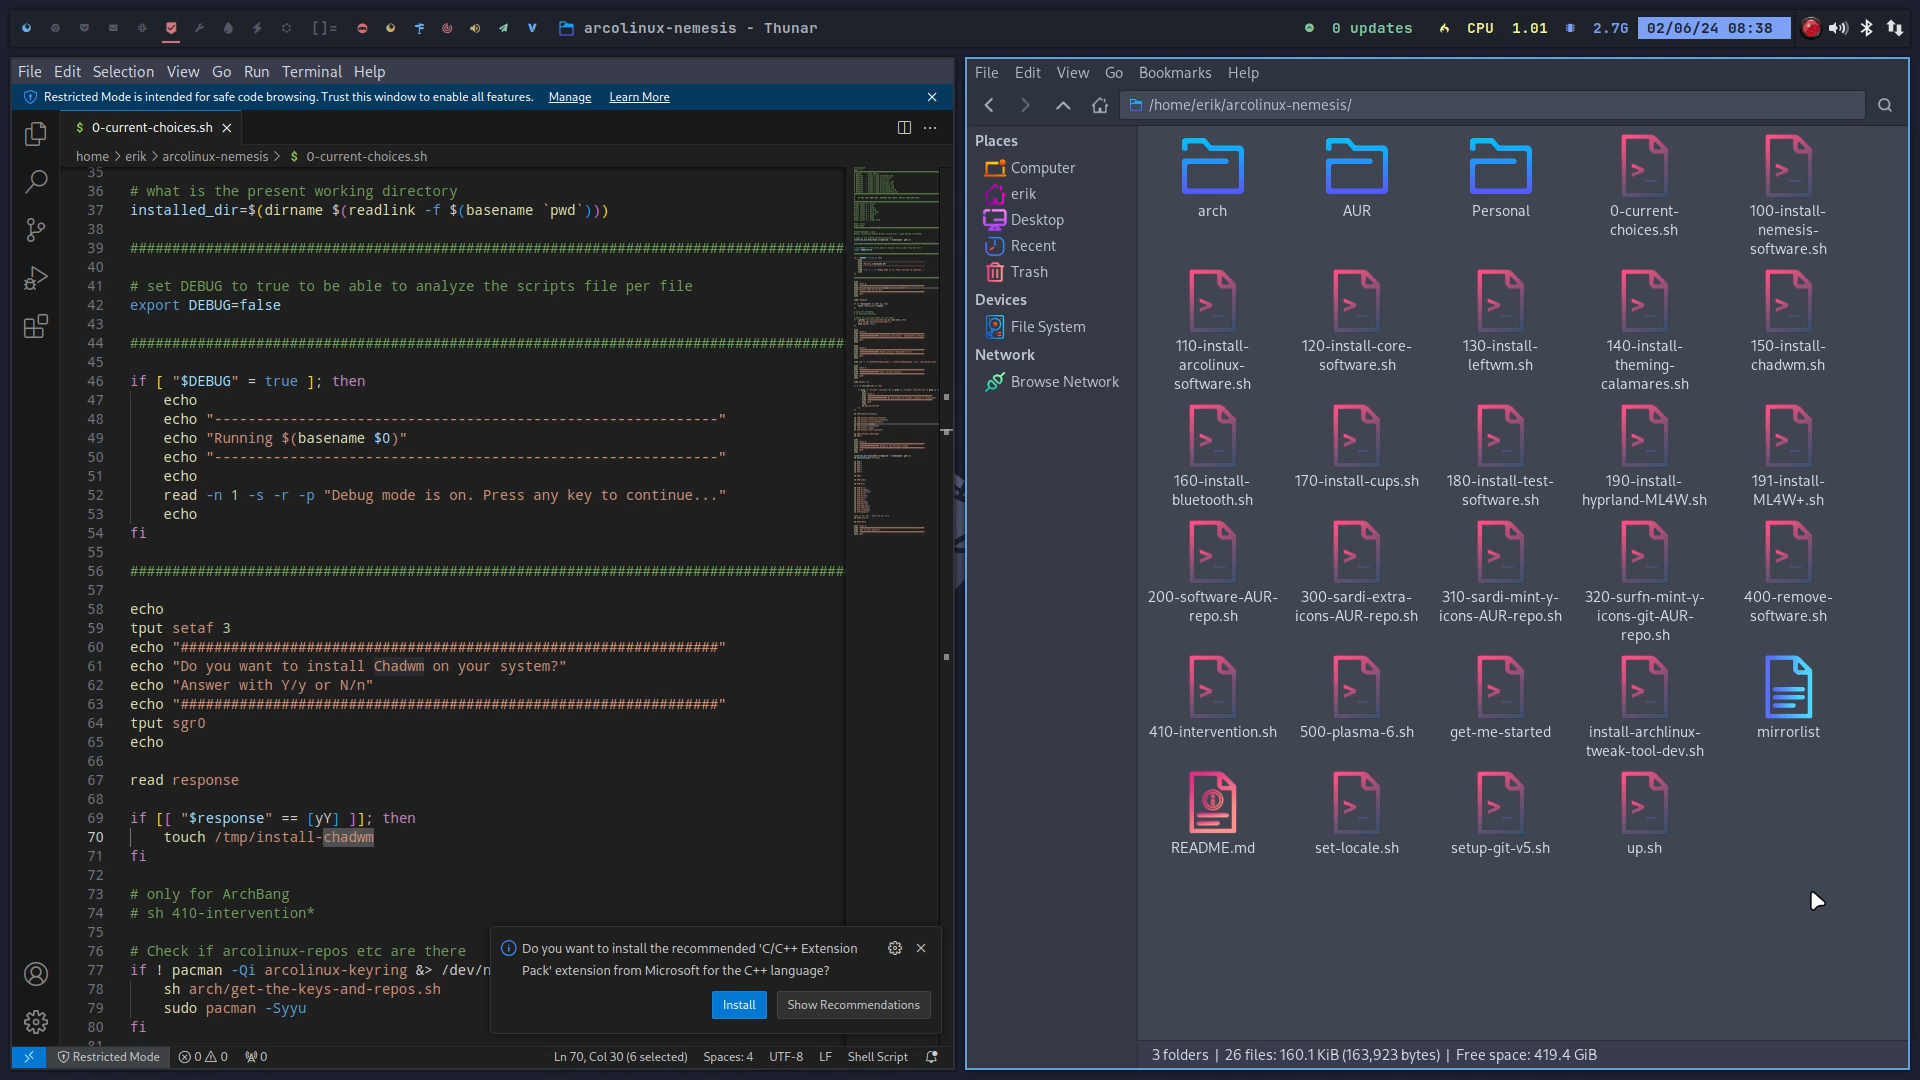 []=
arcolinux-nemesis - Thunar
0 updates
CPU 1.01
2.7G
02/06/24 08:38
File Edit Selection View Go Run Terminal Help
Restricted Mode is intended for safe code browsing. Trust this window to enable all features. Manage Learn More
$ 0-current-choices.sh
home > erik > arcolinux-nemesis > $ 0-current-choices.sh
35
36 # what is the present working directory
37 installed_dir=$(dirname $(readlink -f $(basename `pwd`)))
38
39 #####################################################################################
40
41 # set DEBUG to true to be able to analyze the scripts file per file
42 export DEBUG=false
43
44 #####################################################################################
45
46 if [ "$DEBUG" = true ]; then
47 echo
48 echo "------------------------------------------------------------"
49 echo "Running $(basename $0)"
50 echo "------------------------------------------------------------"
51 echo
52 read -n 1 -s -r -p "Debug mode is on. Press any key to continue..."
53 echo
54 fi
55
56 #####################################################################################
57
58 echo
59 tput setaf 3
60 echo "################################################################"
61 echo "Do you want to install Chadwm on your system?"
62 echo "Answer with Y/y or N/n"
63 echo "################################################################"
64 tput sgr0
65 echo
66
67 read response
68
69 if [[ "$response" == [yY] ]]; then
70 touch /tmp/install-chadwm
71 fi
72
73 # only for ArchBang
74 # sh 410-intervention*
75
76 # Check if arcolinux-repos etc are there
77 if ! pacman -Qi arcolinux-keyring &> /dev/n
78 sh arch/get-the-keys-and-repos.sh
79 sudo pacman -Syyu
80 fi
81
Do you want to install the recommended 'C/C++ Extension
Pack' extension from Microsoft for the C++ language?
Install
Show Recommendations
Restricted Mode 0 0 0
Ln 70, Col 30 (6 selected) Spaces: 4 UTF-8 LF Shell Script
File Edit View Go Bookmarks Help
/home/erik/arcolinux-nemesis/
Places
Computer
erik
Desktop
Recent
Trash
Devices
File System
Network
Browse Network
arch
AUR
Personal
0-current-
choices.sh
100-install-
nemesis-
software.sh
110-install-
arcolinux-
software.sh
120-install-core-
software.sh
130-install-
leftwm.sh
140-install-
theming-
calamares.sh
150-install-
chadwm.sh
160-install-
bluetooth.sh
170-install-cups.sh
180-install-test-
software.sh
190-install-
hyprland-ML4W.sh
191-install-
ML4W+.sh
200-software-AUR-
repo.sh
300-sardi-extra-
icons-AUR-repo.sh
310-sardi-mint-y-
icons-AUR-repo.sh
320-surfn-mint-y-
icons-git-AUR-
repo.sh
400-remove-
software.sh
410-intervention.sh
500-plasma-6.sh
get-me-started
install-archlinux-
tweak-tool-dev.sh
mirrorlist
README.md
set-locale.sh
setup-git-v5.sh
up.sh
3 folders | 26 files: 160.1 KiB (163,923 bytes) | Free space: 419.4 GiB